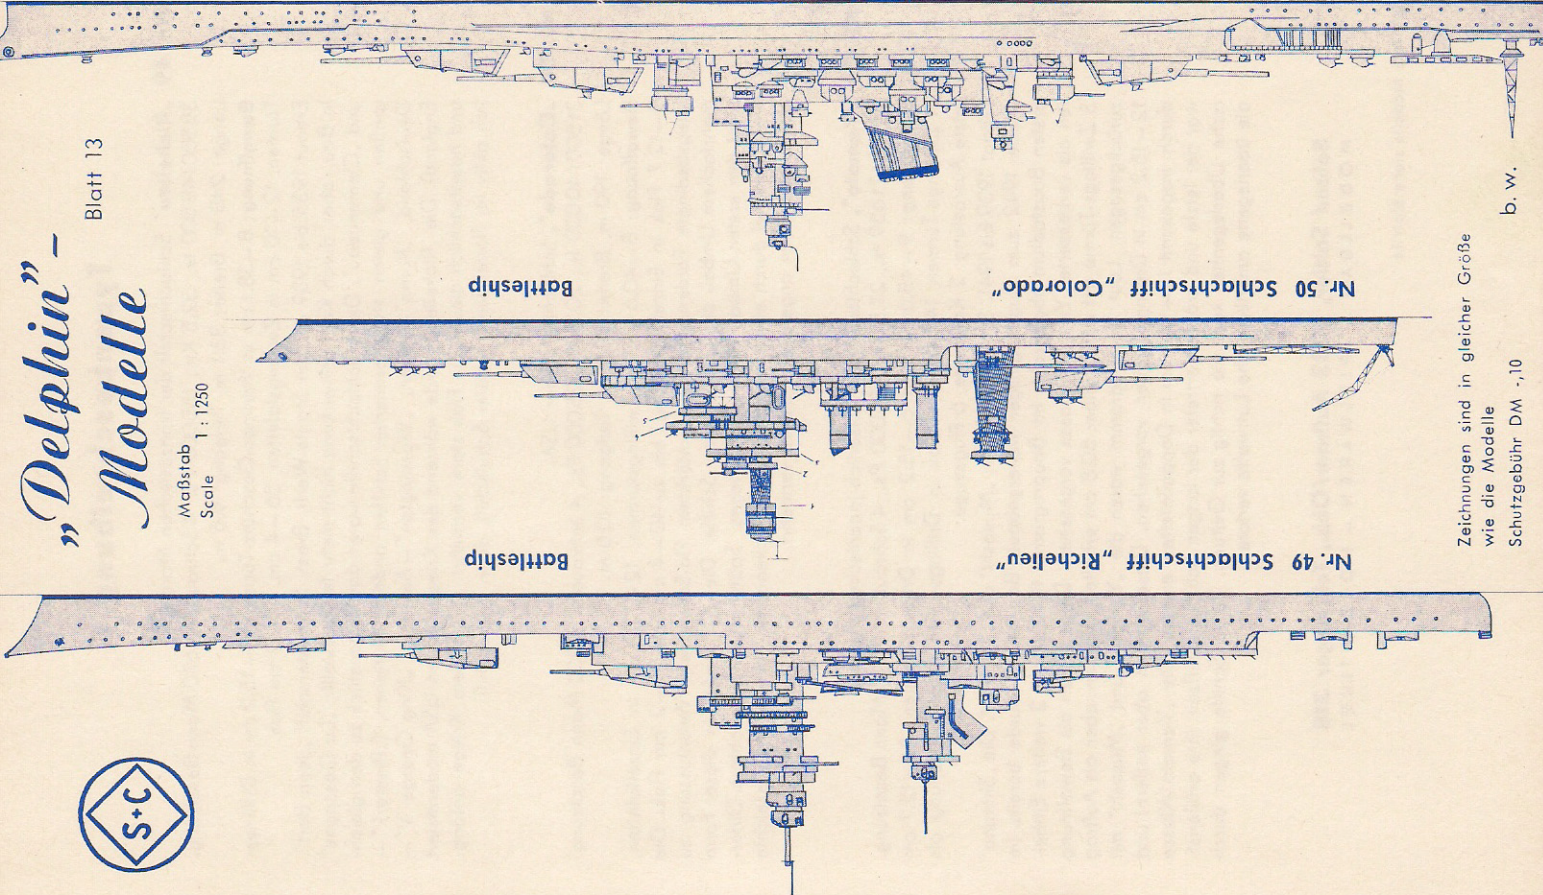 „Delphin”–
Modelle
Blatt 13
Maßstab
Scale 1 : 1250
Battleship
Nr. 50 Schlachtschiff „Colorado”
Battleship
Nr. 49 Schlachtschiff „Richelieu”
Zeichnungen sind in gleicher Größe
wie die Modelle
Schutzgebühr DM -,10
b. w.
S+C